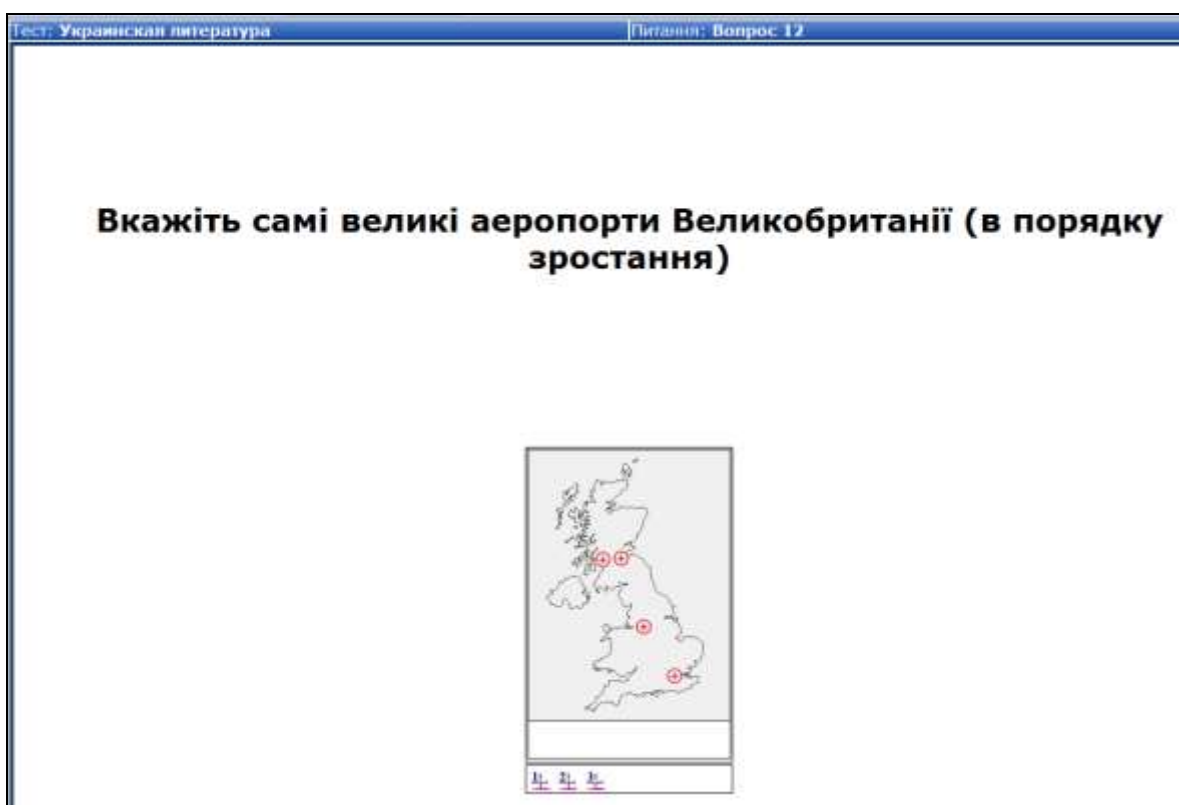 Тест: Украинская литература
Питання: Вопрос 12
Вкажіть самі великі аеропорти Великобританії (в порядку
зростання)